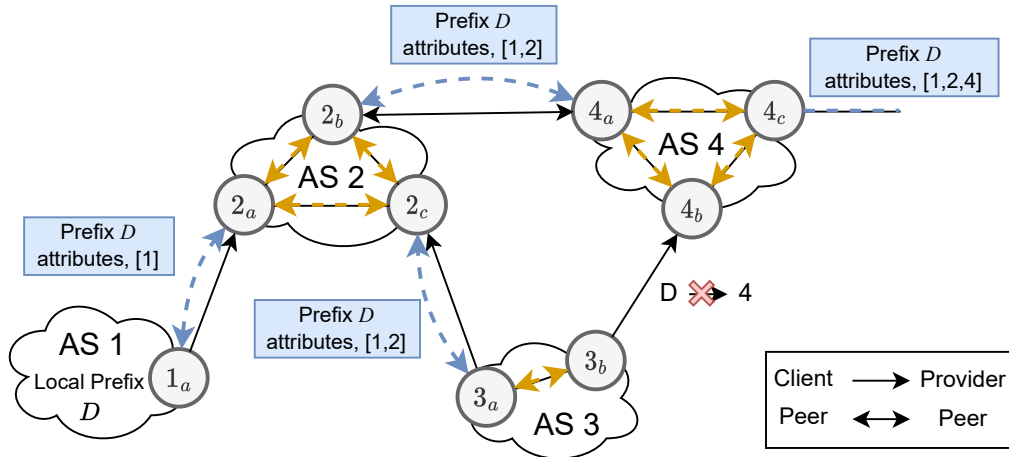 Prefix D
attributes, [1,2]
Prefix D
attributes, [1,2,4]
2b
4a
4c
AS 2
AS 4
2a
2c
4b
Prefix D
attributes, [1]
D 4
Prefix D
attributes, [1,2]
AS 1
Local Prefix
D
1a
3b
3a
AS 3
Client Provider
Peer Peer